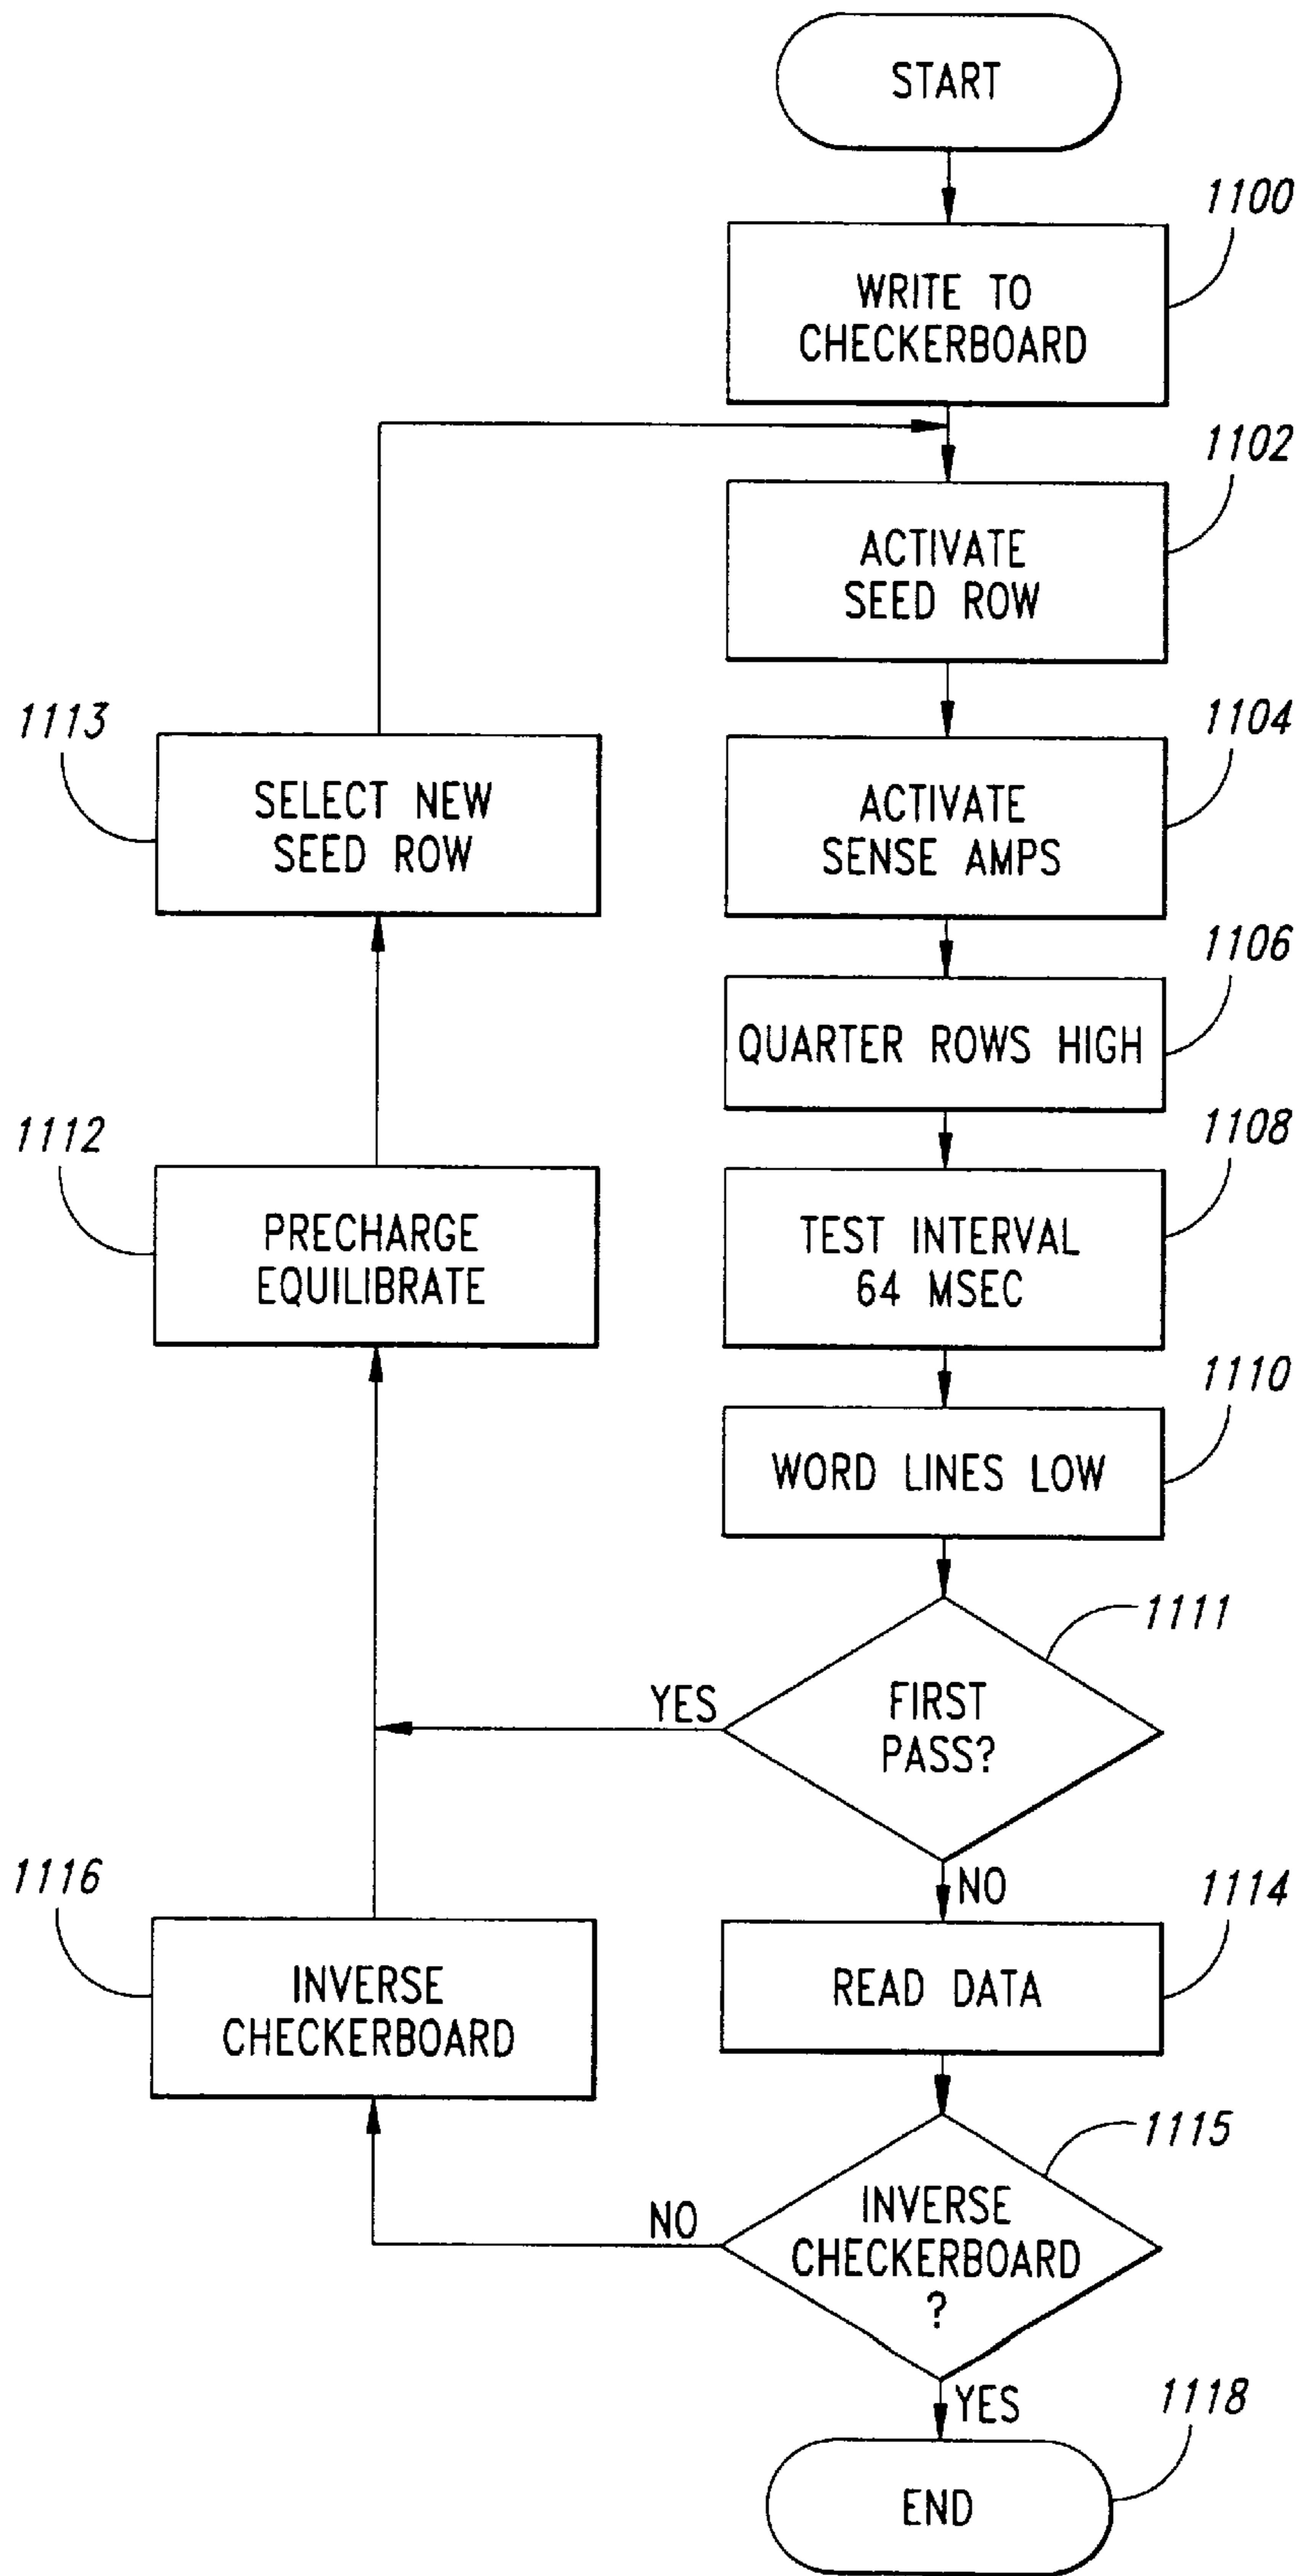 START
1100
WRITE TO
CHECKERBOARD
1102
ACTIVATE
SEED ROW
1113
SELECT NEW
SEED ROW
1104
ACTIVATE
SENSE AMPS
1106
QUARTER ROWS HIGH
1112
PRECHARGE
EQUILIBRATE
1108
TEST INTERVAL
64 MSEC
1110
WORD LINES LOW
1111
YES
FIRST
PASS?
NO
1116
INVERSE
CHECKERBOARD
1114
READ DATA
1115
NO
INVERSE
CHECKERBOARD
?
YES
1118
END